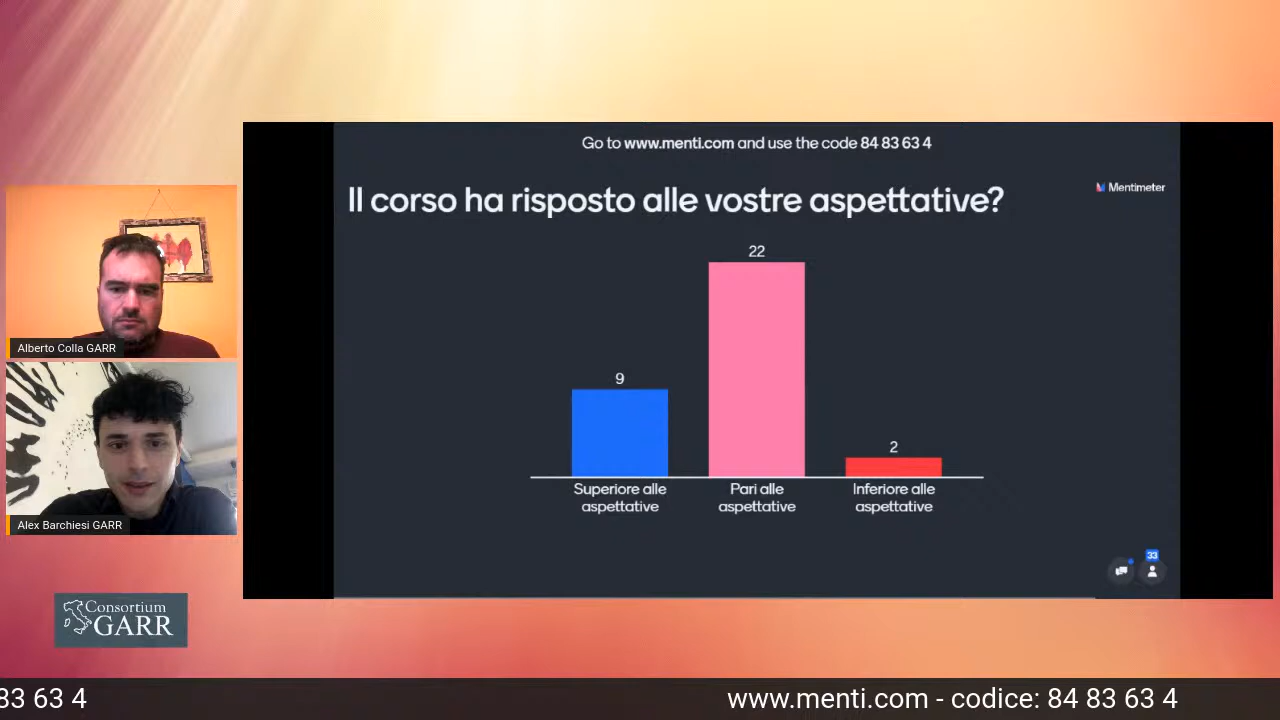 Go to www.menti.com and use the code 84 83 63 4
Mentimeter
Il corso ha risposto alle vostre aspettative?
22
9
2
Superiore alle
aspettative
Pari alle
aspettative
Inferiore alle
aspettative
33
Alberto Colla GARR
Alex Barchiesi GARR
Consortium
GARR
83 63 4
www.menti.com - codice: 84 83 63 4